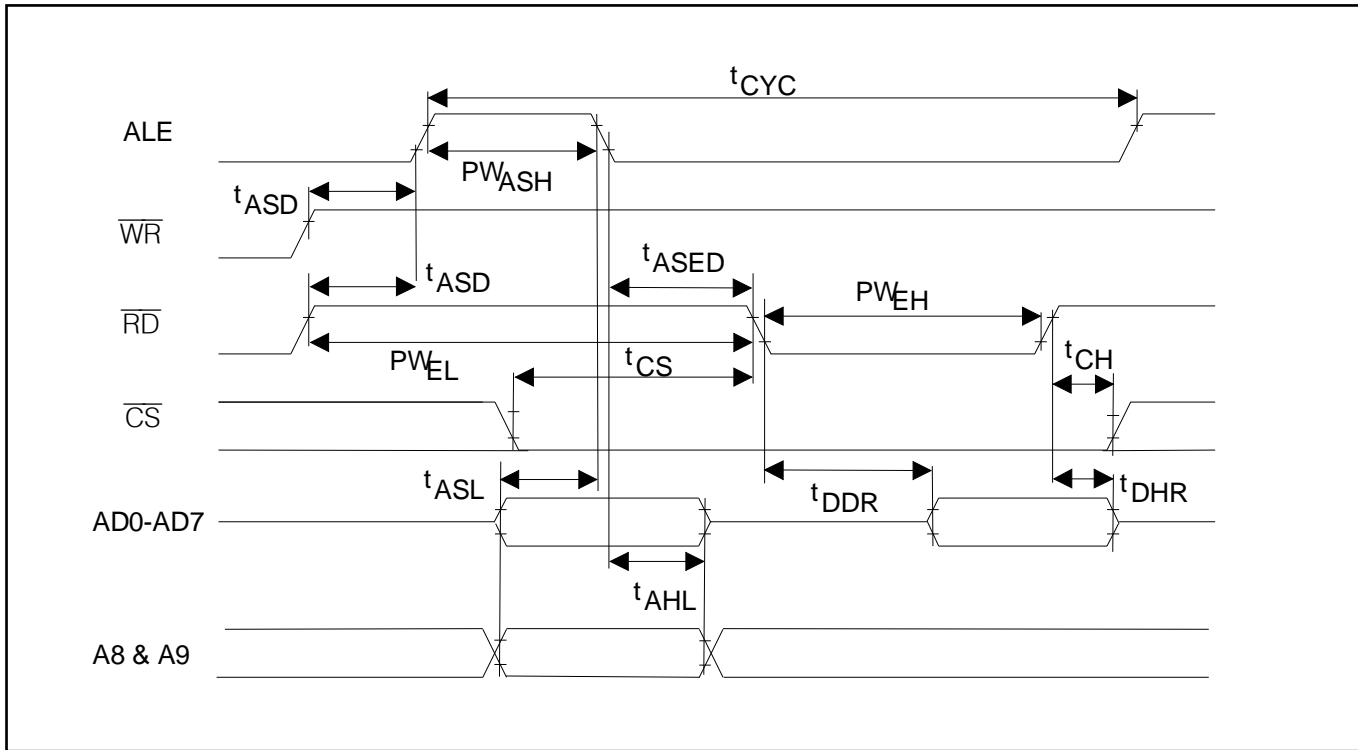 tCYC
ALE
PWASH
tASD
WR
tASED
tASD
PWEH
RD
PWEL
tCS
tCH
CS
tASL
tDDR
tDHR
AD0-AD7
tAHL
A8 & A9